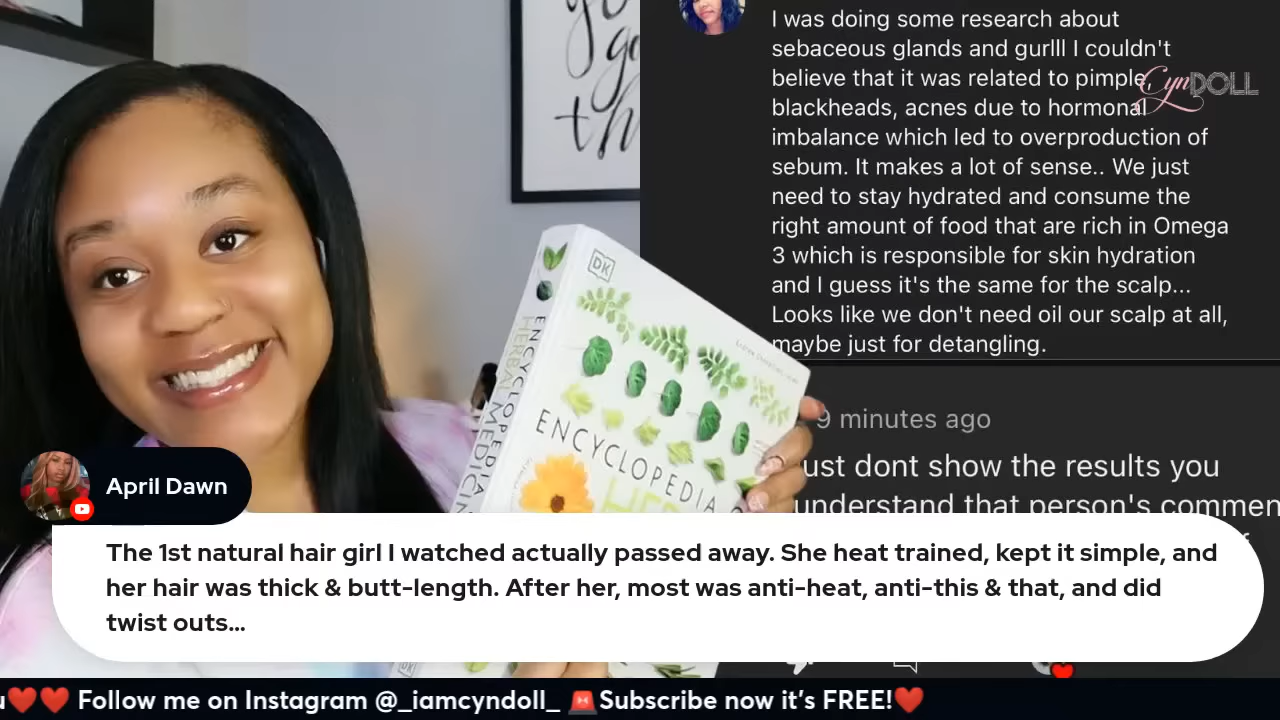 I was doing some research about
sebaceous glands and gurlll I couldn't
believe that it was related to pimple,
blackheads, acnes due to hormonal
imbalance which led to overproduction of
sebum. It makes a lot of sense.. We just
need to stay hydrated and consume the
right amount of food that are rich in Omega
3 which is responsible for skin hydration
and I guess it's the same for the scalp...
Looks like we don't need oil our scalp at all,
maybe just for detangling.
CynDOLL
you
go
DK
ENCYCLOPEDIA
HERBAL MEDICIN
ENCYCLOPEDIA
HE
9 minutes ago
ust dont show the results you
understand that person's commen
April Dawn
The 1st natural hair girl I watched actually passed away. She heat trained, kept it simple, and
her hair was thick & butt-length. After her, most was anti-heat, anti-this & that, and did
twist outs...
DK
u❤️❤️ Follow me on Instagram @_iamcyndoll_ 🚨Subscribe now it's FREE!❤️